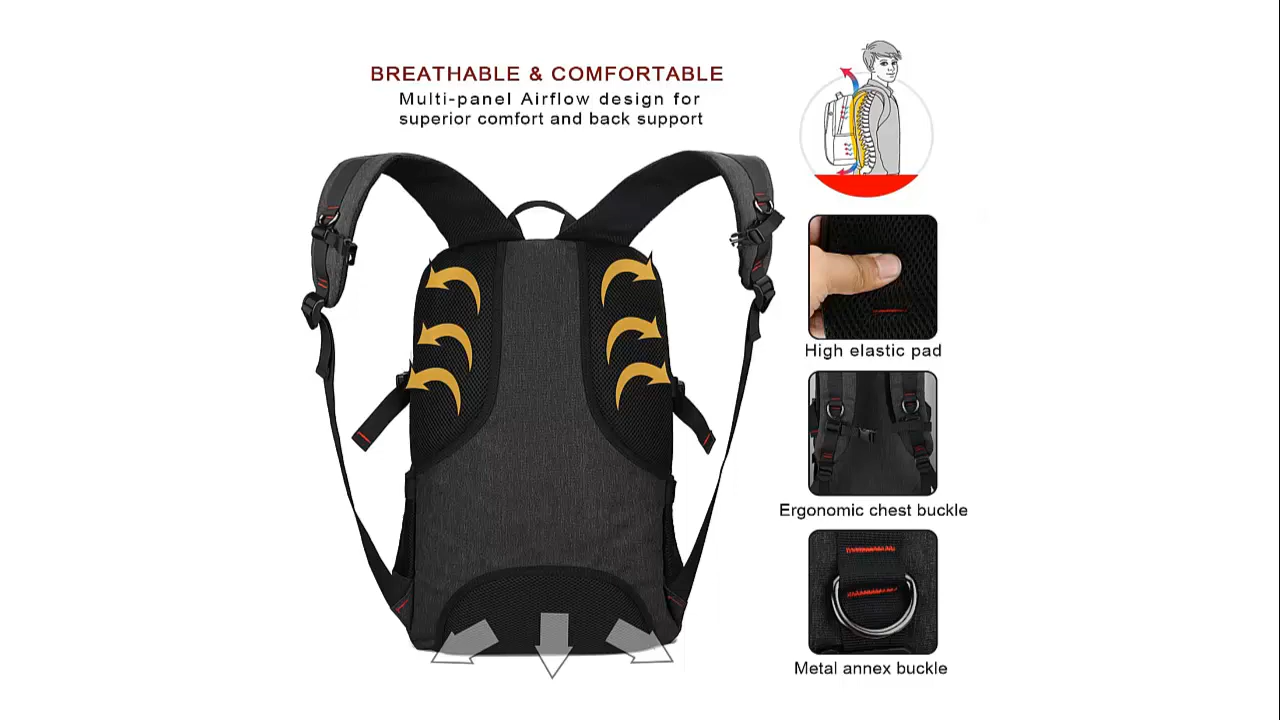 BREATHABLE & COMFORTABLE
Multi-panel Airflow design for
superior comfort and back support
High elastic pad
Ergonomic chest buckle
Metal annex buckle